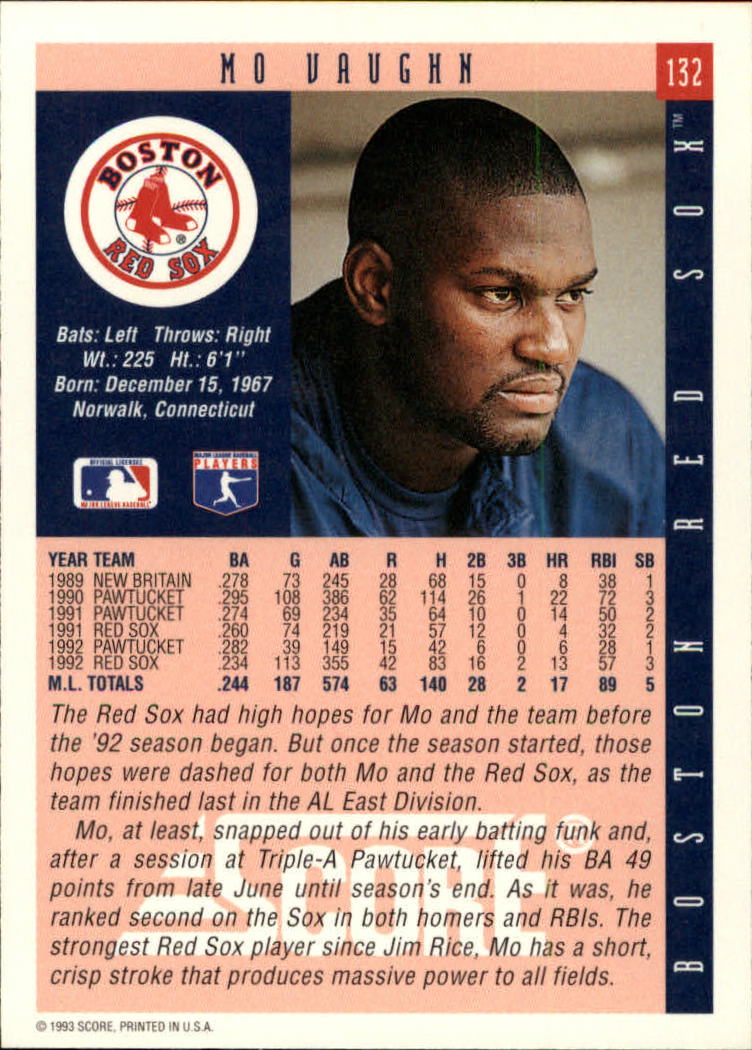 MO VAUGHN
132
BOSTON
RED SOX
®
BOSTON RED SOX™
Bats: Left Throws: Right
Wt.: 225 Ht.: 6'1"
Born: December 15, 1967
Norwalk, Connecticut
OFFICIAL LICENSEE
MAJOR LEAGUE BASEBALL
MAJOR LEAGUE BASEBALL
PLAYERS
YEAR TEAM BA G AB R H 2B 3B HR RBI SB
1989 NEW BRITAIN .278 73 245 28 68 15 0 8 38 1
1990 PAWTUCKET .295 108 386 62 114 26 1 22 72 3
1991 PAWTUCKET .274 69 234 35 64 10 0 14 50 2
1991 RED SOX .260 74 219 21 57 12 0 4 32 2
1992 PAWTUCKET .282 39 149 15 42 6 0 6 28 1
1992 RED SOX .234 113 355 42 83 16 2 13 57 3
M.L. TOTALS .244 187 574 63 140 28 2 17 89 5
The Red Sox had high hopes for Mo and the team before
the '92 season began. But once the season started, those
hopes were dashed for both Mo and the Red Sox, as the
team finished last in the AL East Division.
Mo, at least, snapped out of his early batting funk and,
after a session at Triple-A Pawtucket, lifted his BA 49
points from late June until season's end. As it was, he
ranked second on the Sox in both homers and RBIs. The
strongest Red Sox player since Jim Rice, Mo has a short,
crisp stroke that produces massive power to all fields.
SCORE®
© 1993 SCORE, PRINTED IN U.S.A.